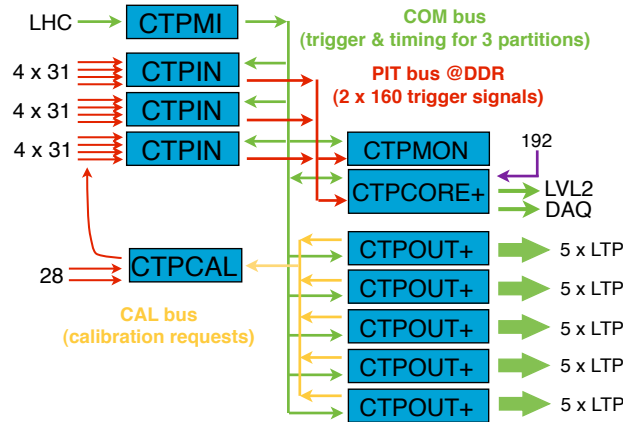 LHC
CTPMI
COM bus
(trigger & timing for 3 partitions)
4 x 31
CTPIN
PIT bus @DDR
(2 x 160 trigger signals)
4 x 31
CTPIN
4 x 31
CTPIN
192
CTPMON
CTPCORE+
LVL2
DAQ
CTPOUT+
5 x LTP
28
CTPCAL
CTPOUT+
5 x LTP
CAL bus
(calibration requests)
CTPOUT+
5 x LTP
CTPOUT+
5 x LTP
CTPOUT+
5 x LTP